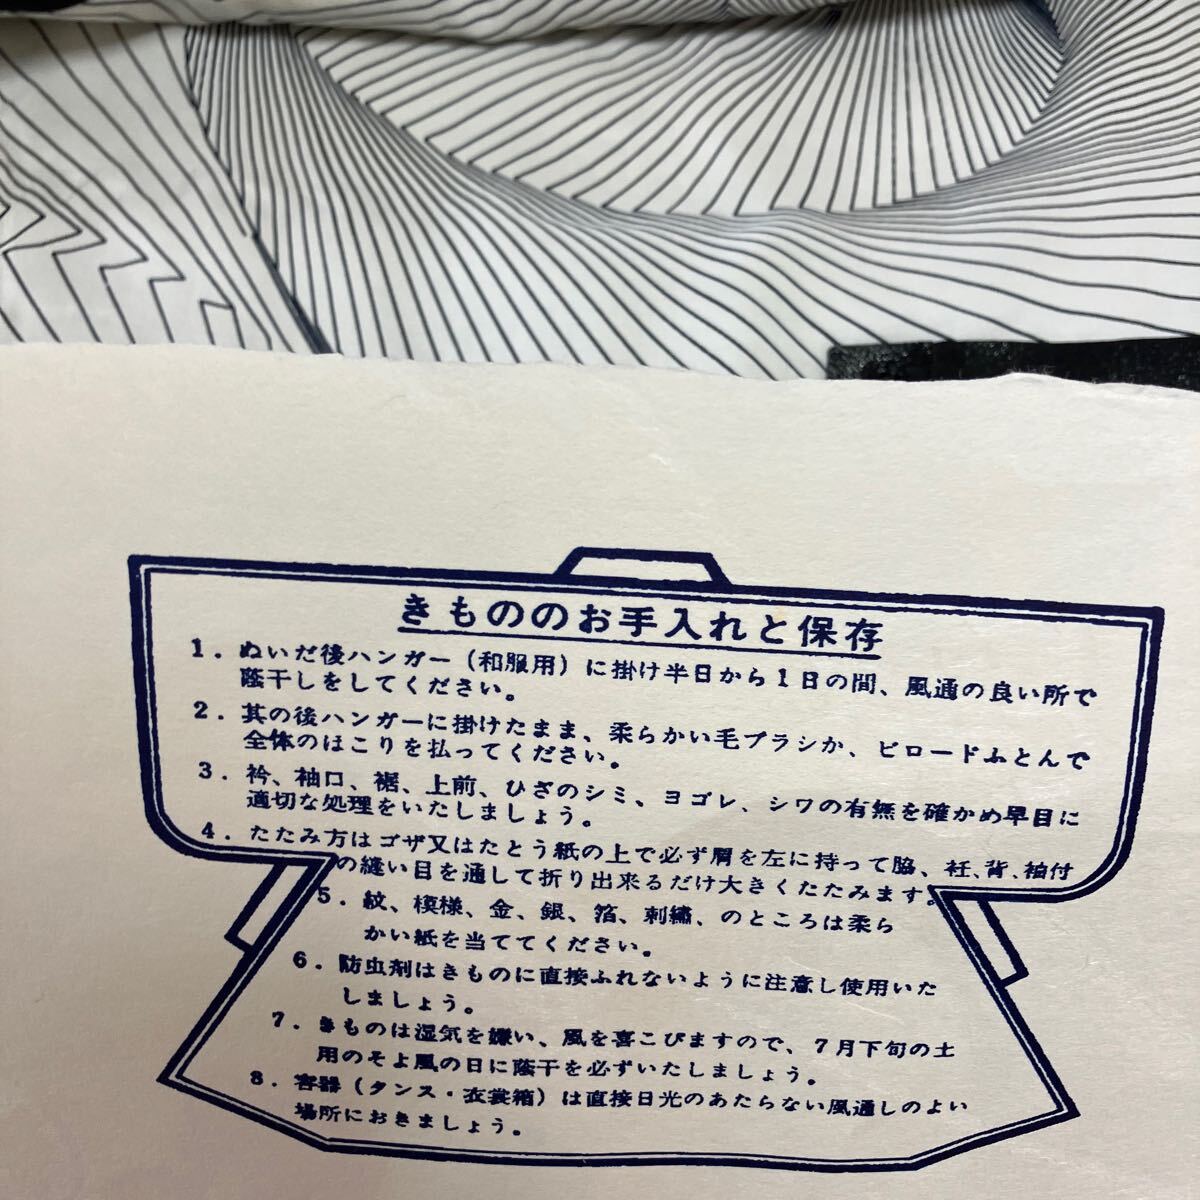 きもののお手入れと保存
1．ぬいだ後ハンガー（和服用）に掛け半日から1日の間、風通の良い所で
蔭干しをしてください。
2．其の後ハンガーに掛けたまま、柔らかい毛ブラシか、ビロードふとんで
全体のほこりを払ってください。
3．衿、袖口、裾、上前、ひざのシミ、ヨゴレ、シワの有無を確かめ早目に
適切な処理をいたしましょう。
4．たたみ方はゴザ又はたとう紙の上で必ず肩を左に持って脇、衽、背、袖付
の縫い目を通して折り出来るだけ大きくたたみます。
5．紋、模様、金、銀、箔、刺繡、のところは柔ら
かい紙を当ててください。
6．防虫剤はきものに直接ふれないように注意し使用いた
しましょう。
7．きものは湿気を嫌い、風を喜こびますので、7月下旬の土
用のそよ風の日に蔭干を必ずいたしましょう。
8．容器（タンス・衣裳箱）は直接日光のあたらない風通しのよい
場所におきましょう。